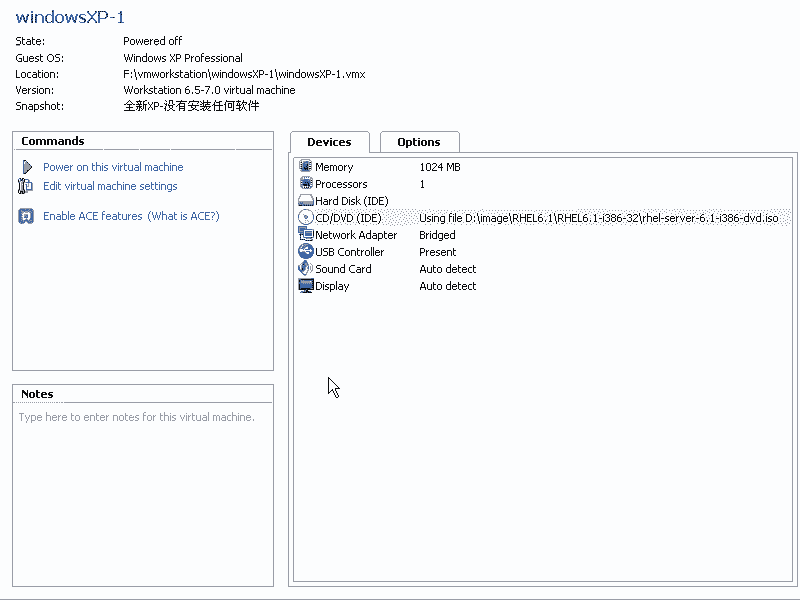 windowsXP-1
State: Powered off
Guest OS: Windows XP Professional
Location: F:\vmworkstation\windowsXP-1\windowsXP-1.vmx
Version: Workstation 6.5-7.0 virtual machine
Snapshot: 全新XP-没有安装任何软件
Commands
Power on this virtual machine
Edit virtual machine settings
Enable ACE features (What is ACE?)
Notes
Type here to enter notes for this virtual machine.
Devices Options
Memory 1024 MB
Processors 1
Hard Disk (IDE)
CD/DVD (IDE) Using file D:\image\RHEL6.1\RHEL6.1-i386-32\rhel-server-6.1-i386-dvd.iso
Network Adapter Bridged
USB Controller Present
Sound Card Auto detect
Display Auto detect